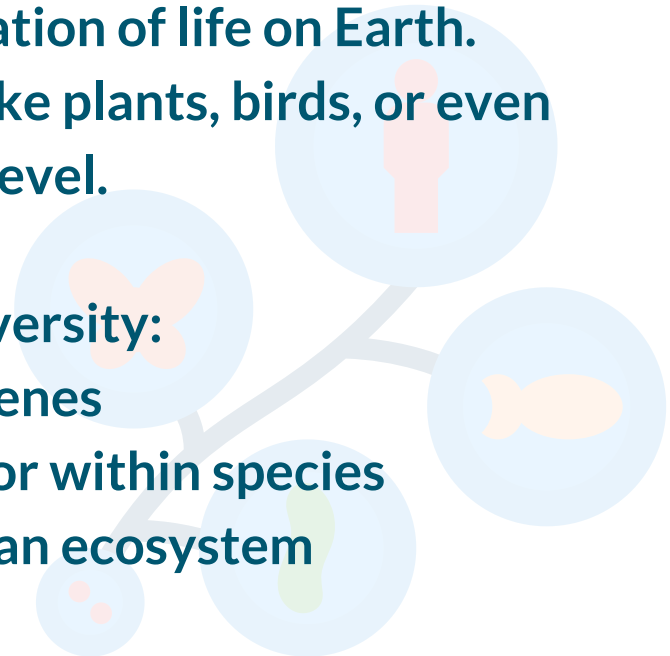 ation of life on Earth.
ke plants, birds, or even
evel.
versity:
enes
or within species
an ecosystem